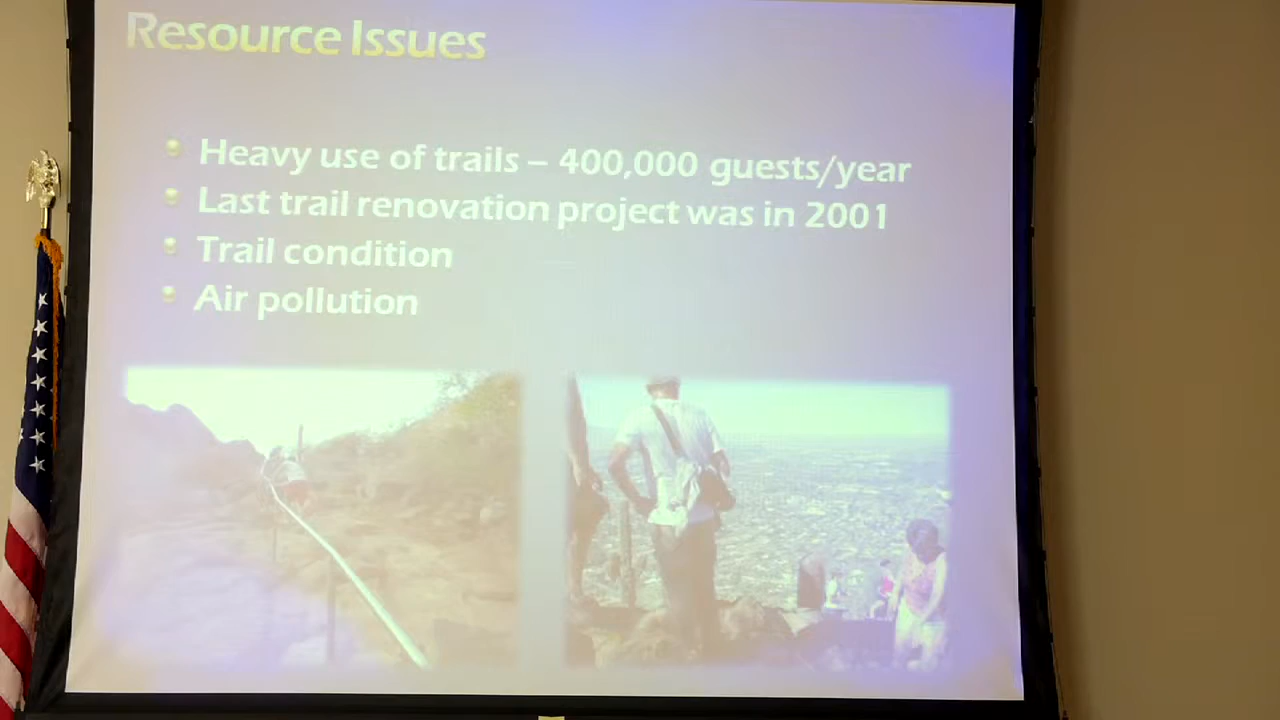 Resource Issues
Heavy use of trails – 400,000 guests/year
Last trail renovation project was in 2001
Trail condition
Air pollution